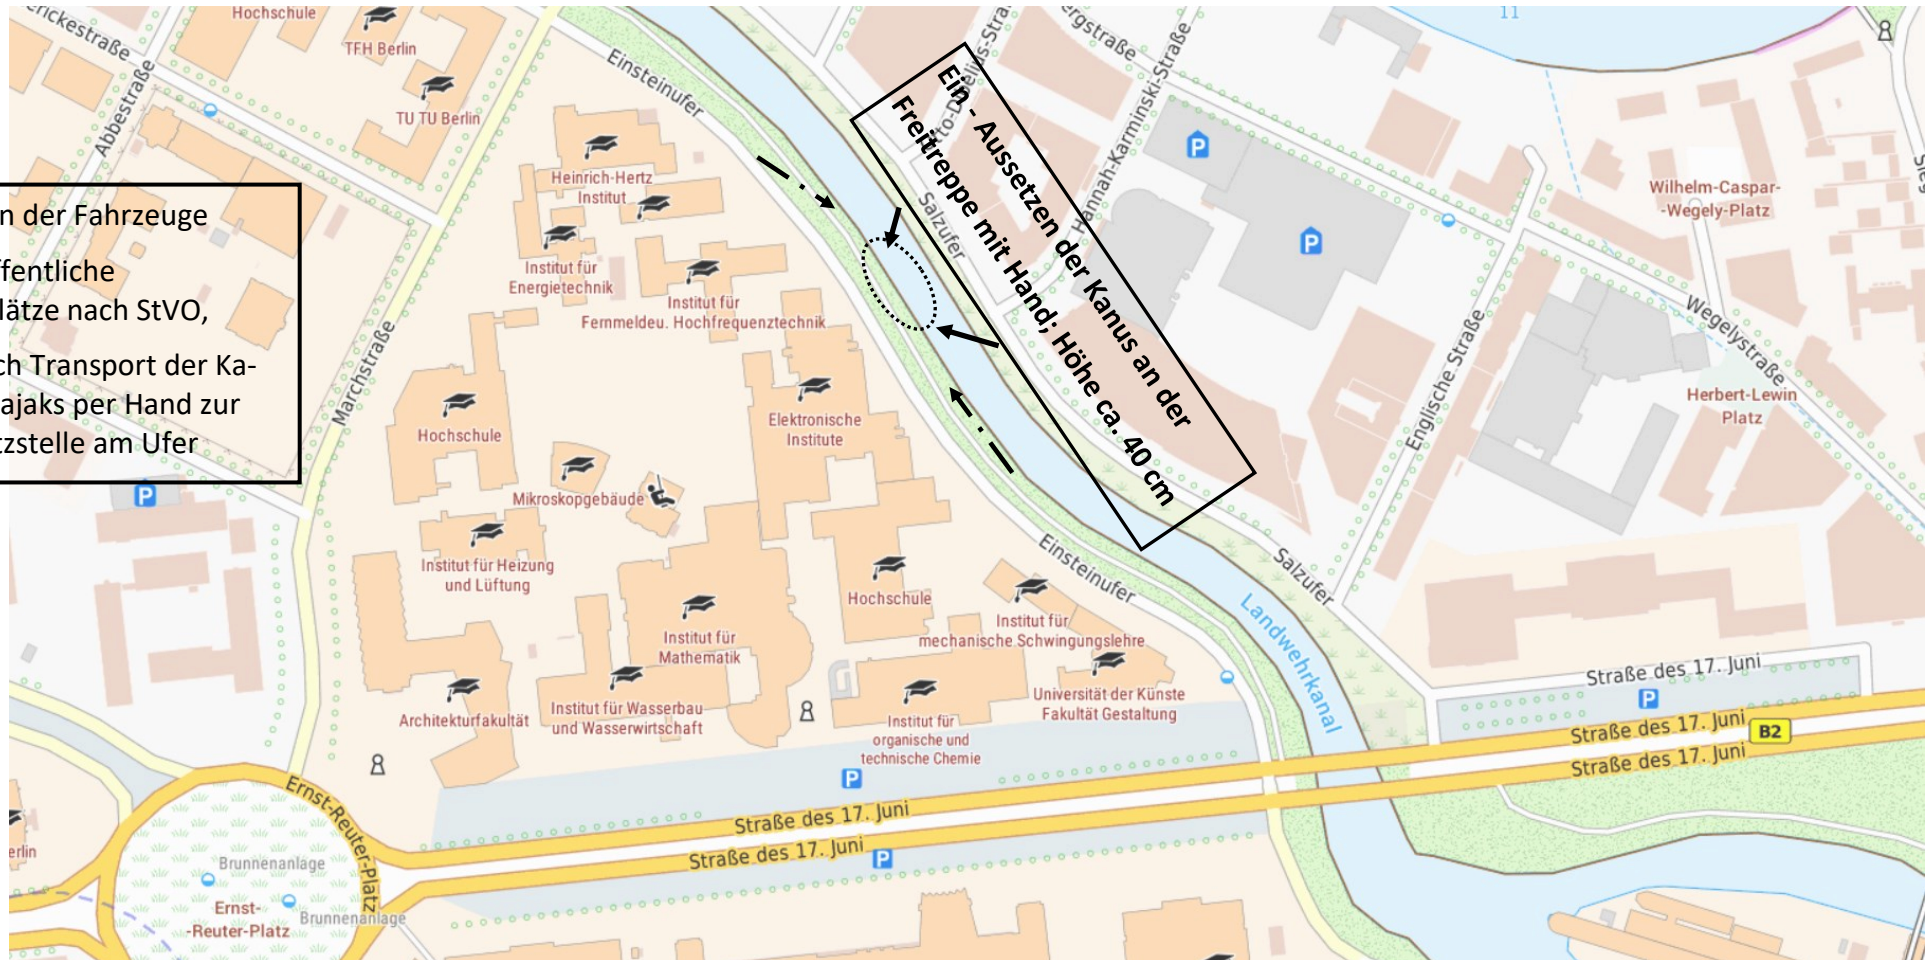 Hochschule
TFH Berlin
TU TU Berlin
Abbestraße
Einsteinufer
11
Hannah-Karminski-Straße
Heinrich-Hertz
Institut
Institut für
Energietechnik
Institut für
Fernmeldeu. Hochfrequenztechnik
Salzufer
Ein - Aussetzen der Kanus an der
Freitreppe mit Hand; Höhe ca. 40 cm
P
P
Wilhelm-Caspar-
-Wegely-Platz
n der Fahrzeuge
ffentliche
lätze nach StVO,
ch Transport der Ka-
ajaks per Hand zur
tzstelle am Ufer
Marchstraße
Hochschule
Elektronische
Institute
Englische Straße
Wegelystraße
Herbert-Lewin
Platz
P
Mikroskopgebäude
Institut für Heizung
und Lüftung
Hochschule
Einsteinufer
Salzufer
Institut für
Mathematik
Institut für
mechanische Schwingungslehre
Landwehrkanal
Architekturfakultät
Institut für Wasserbau
und Wasserwirtschaft
Institut für
organische und
technische Chemie
Universität der Künste
Fakultät Gestaltung
Straße des 17. Juni
P
Straße des 17. Juni
B2
Straße des 17. Juni
P
Straße des 17. Juni
Straße des 17. Juni
P
Ernst-Reuter-Platz
erlin
Brunnenanlage
Ernst-
-Reuter-Platz
Brunnenanlage